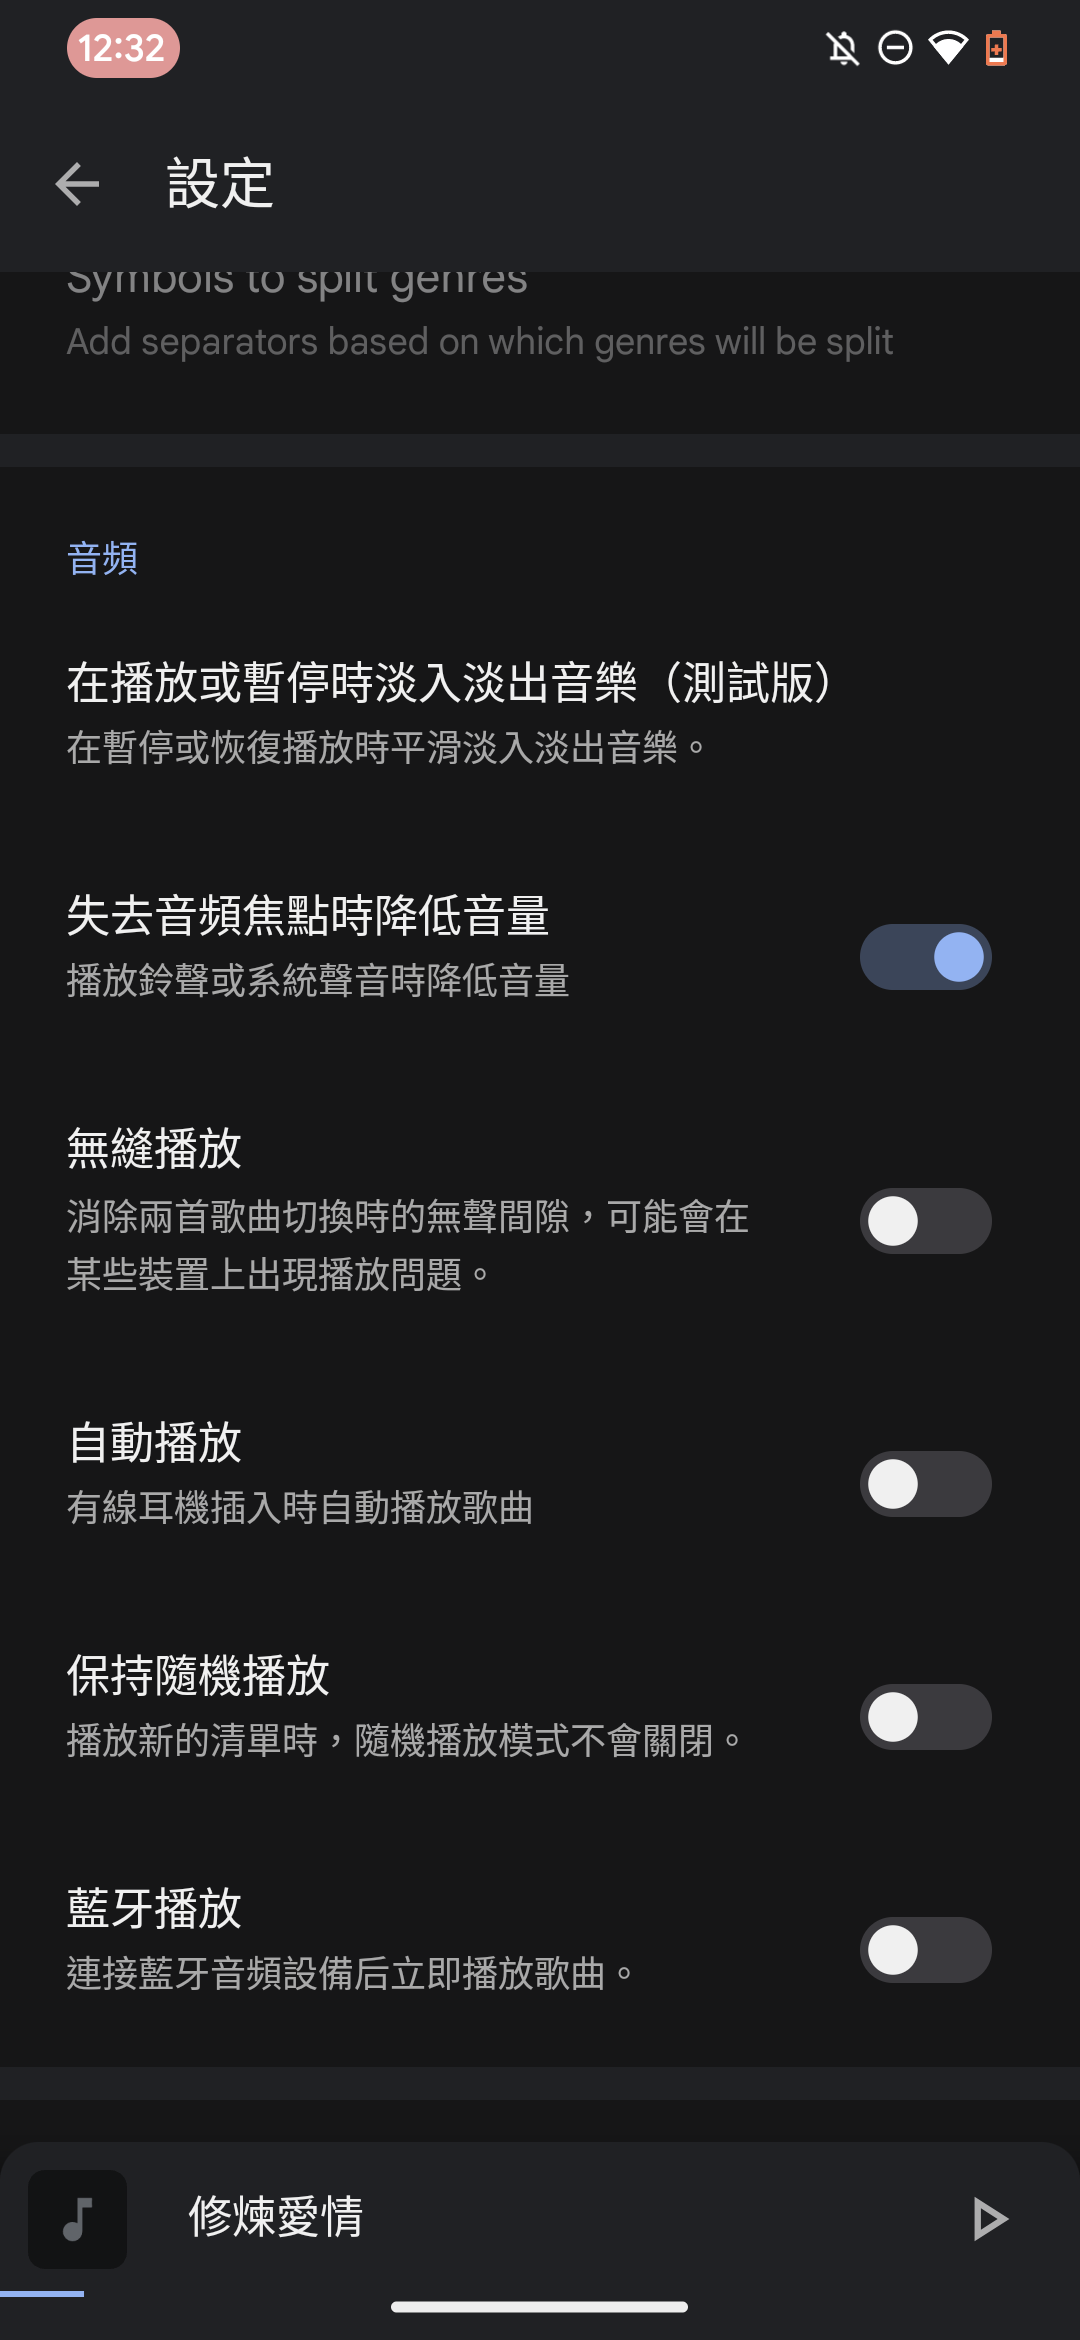 12:32
設定
Symbols to split genres
Add separators based on which genres will be split
音頻
在播放或暫停時淡入淡出音樂（測試版）
在暫停或恢復播放時平滑淡入淡出音樂。
失去音頻焦點時降低音量
播放鈴聲或系統聲音時降低音量
無縫播放
消除兩首歌曲切換時的無聲間隙，可能會在
某些裝置上出現播放問題。
自動播放
有線耳機插入時自動播放歌曲
保持隨機播放
播放新的清單時，隨機播放模式不會關閉。
藍牙播放
連接藍牙音頻設備后立即播放歌曲。
修煉愛情